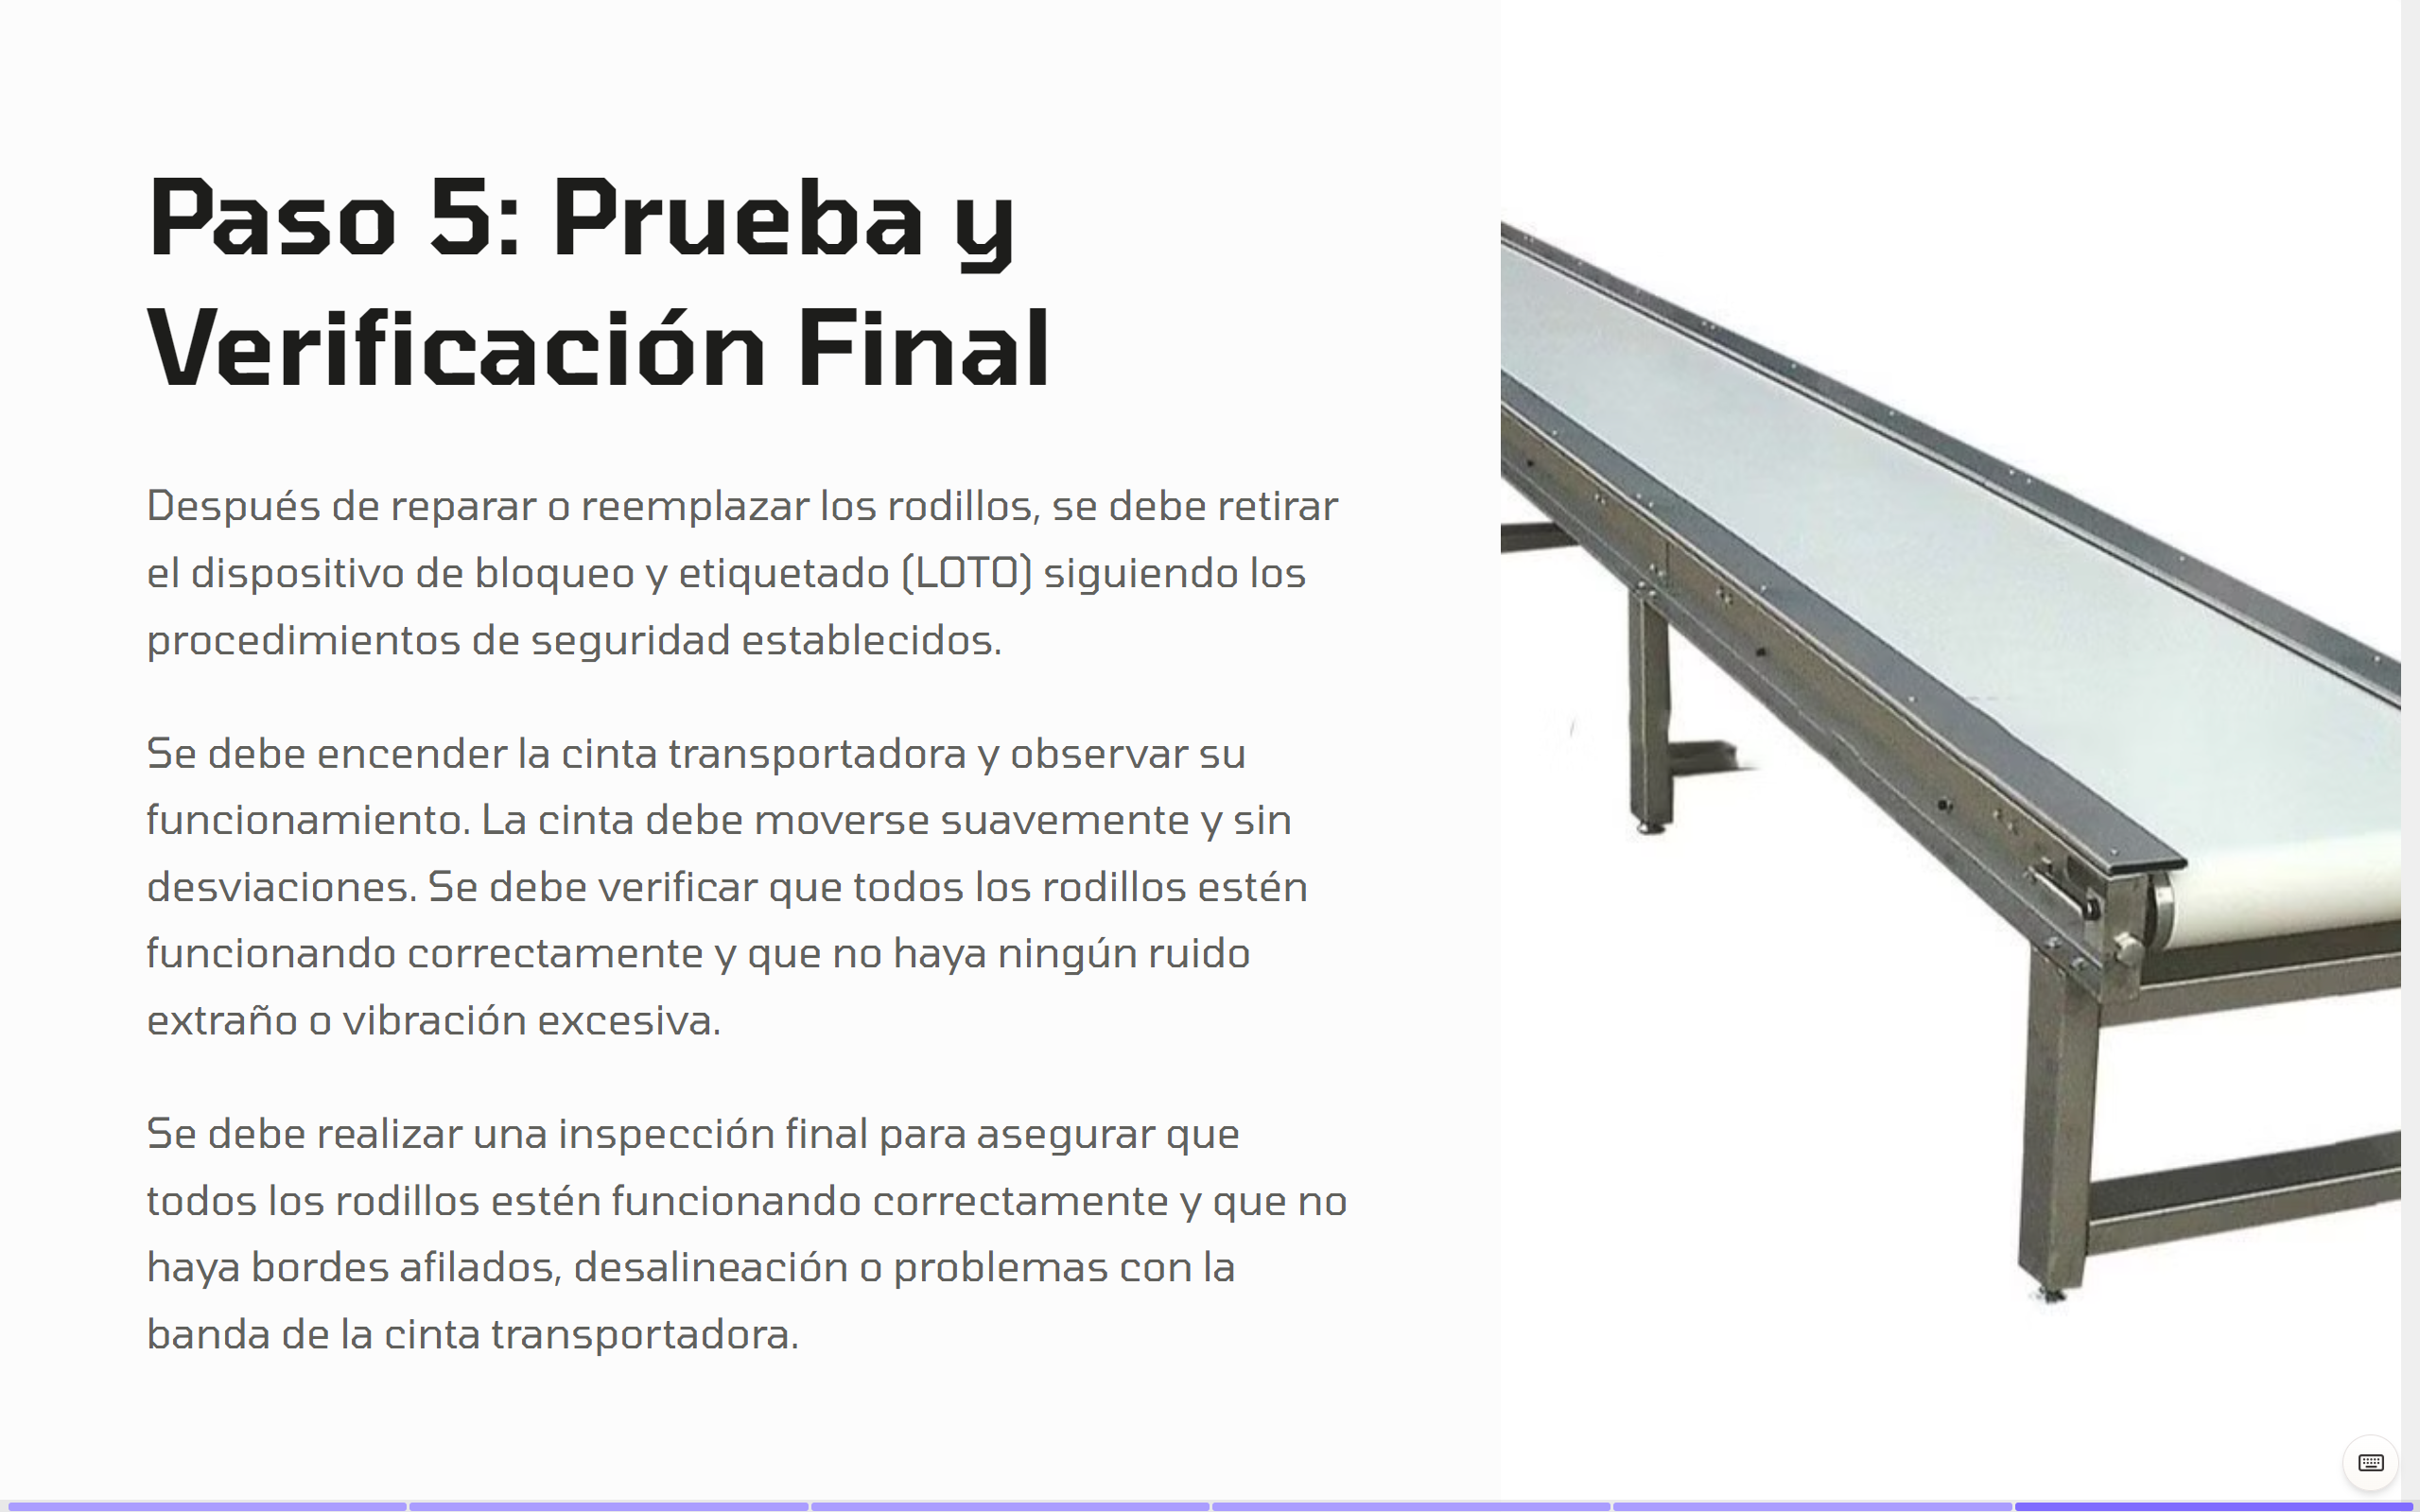 Paso 5: Prueba y
Verificación Final
Después de reparar o reemplazar los rodillos, se debe retirar
el dispositivo de bloqueo y etiquetado (LOTO) siguiendo los
procedimientos de seguridad establecidos.
Se debe encender la cinta transportadora y observar su
funcionamiento. La cinta debe moverse suavemente y sin
desviaciones. Se debe verificar que todos los rodillos estén
funcionando correctamente y que no haya ningún ruido
extraño o vibración excesiva.
Se debe realizar una inspección final para asegurar que
todos los rodillos estén funcionando correctamente y que no
haya bordes afilados, desalineación o problemas con la
banda de la cinta transportadora.